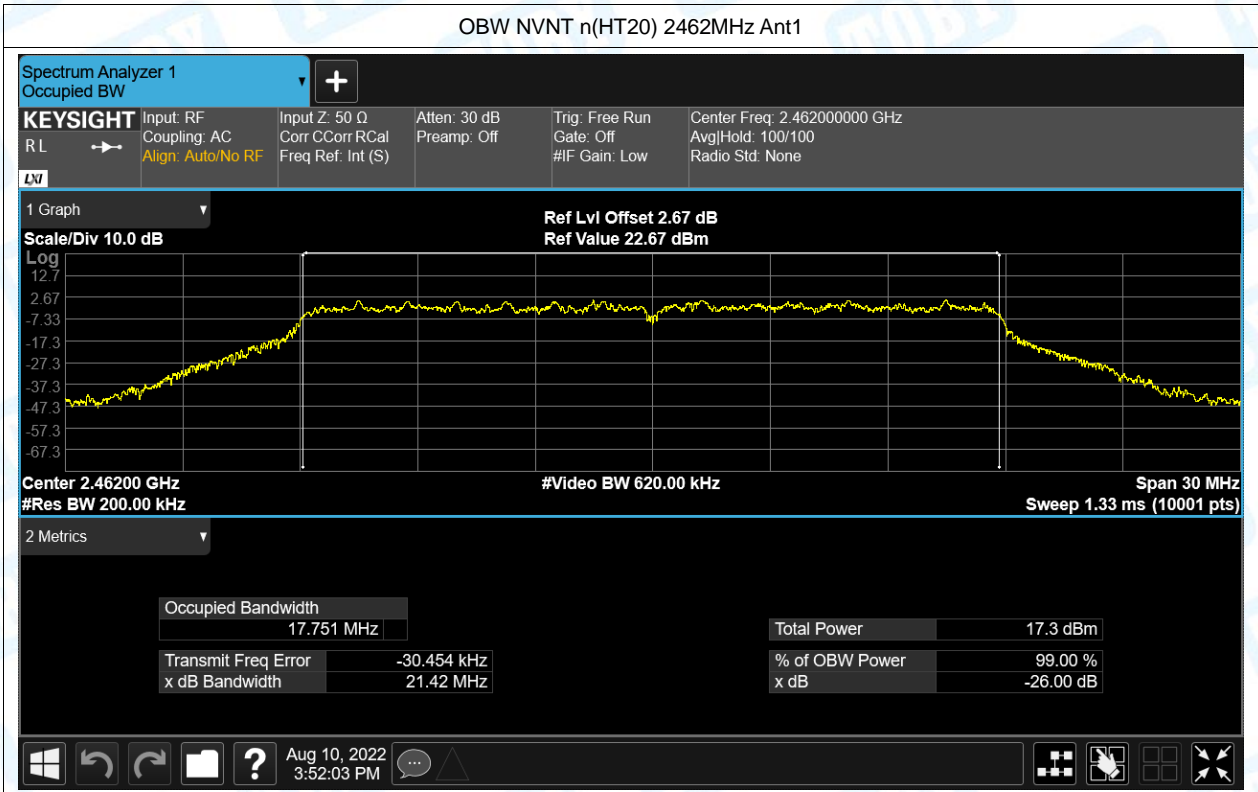 OBW NVNT n(HT20) 2462MHz Ant1
Spectrum Analyzer 1
Occupied BW
KEYSIGHT
R L
LXI
Input: RF
Coupling: AC
Align: Auto/No RF
Input Z: 50 Ω
Corr CCorr RCal
Freq Ref: Int (S)
Atten: 30 dB
Preamp: Off
Trig: Free Run
Gate: Off
#IF Gain: Low
Center Freq: 2.462000000 GHz
Avg|Hold: 100/100
Radio Std: None
1 Graph
Scale/Div 10.0 dB
Ref Lvl Offset 2.67 dB
Ref Value 22.67 dBm
Log
12.7
2.67
-7.33
-17.3
-27.3
-37.3
-47.3
-57.3
-67.3
Center 2.46200 GHz
#Video BW 620.00 kHz
Span 30 MHz
#Res BW 200.00 kHz
Sweep 1.33 ms (10001 pts)
2 Metrics
Occupied Bandwidth
17.751 MHz
Total Power 17.3 dBm
Transmit Freq Error -30.454 kHz
% of OBW Power 99.00 %
x dB Bandwidth 21.42 MHz
x dB -26.00 dB
?
Aug 10, 2022
3:52:03 PM
TOBY